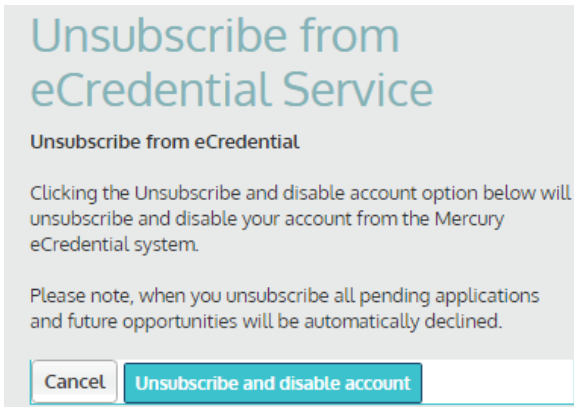 Unsubscribe from
eCredential Service
Unsubscribe from eCredential
Clicking the Unsubscribe and disable account option below will
unsubscribe and disable your account from the Mercury
eCredential system.
Please note, when you unsubscribe all pending applications
and future opportunities will be automatically declined.
Cancel Unsubscribe and disable account